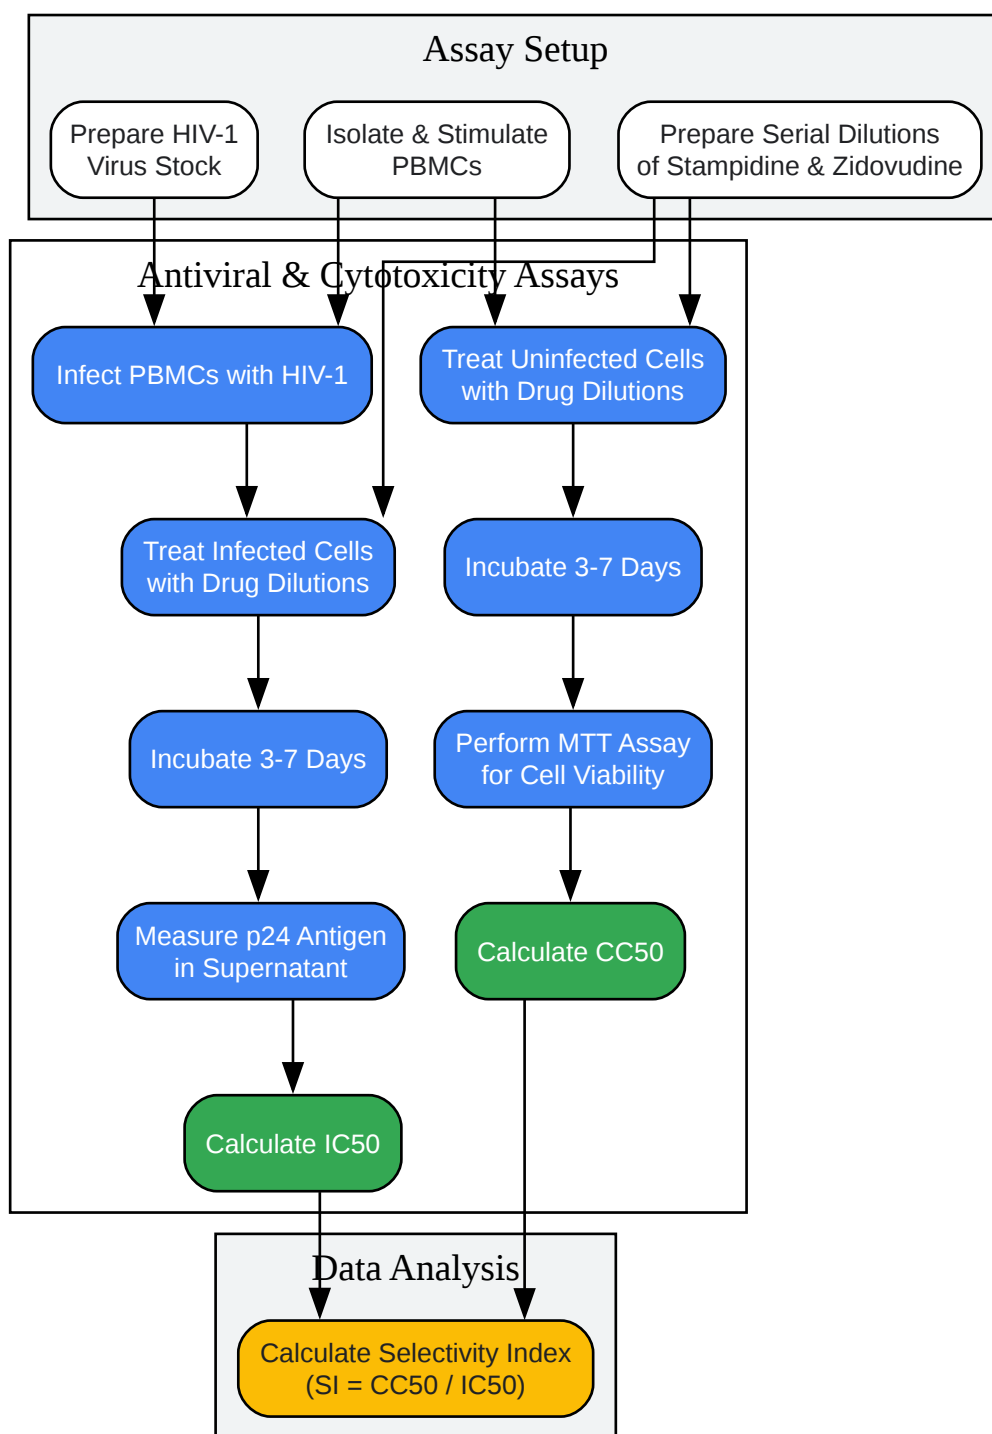 Assay Setup
Prepare HIV-1
Virus Stock
Isolate & Stimulate
PBMCs
Prepare Serial Dilutions
of Stampidine & Zidovudine
Antiviral & Cytotoxicity Assays
Infect PBMCs with HIV-1
Treat Uninfected Cells
with Drug Dilutions
Treat Infected Cells
with Drug Dilutions
Incubate 3-7 Days
Incubate 3-7 Days
Perform MTT Assay
for Cell Viability
Measure p24 Antigen
in Supernatant
Calculate CC50
Calculate IC50
Data Analysis
Calculate Selectivity Index
(SI = CC50 / IC50)